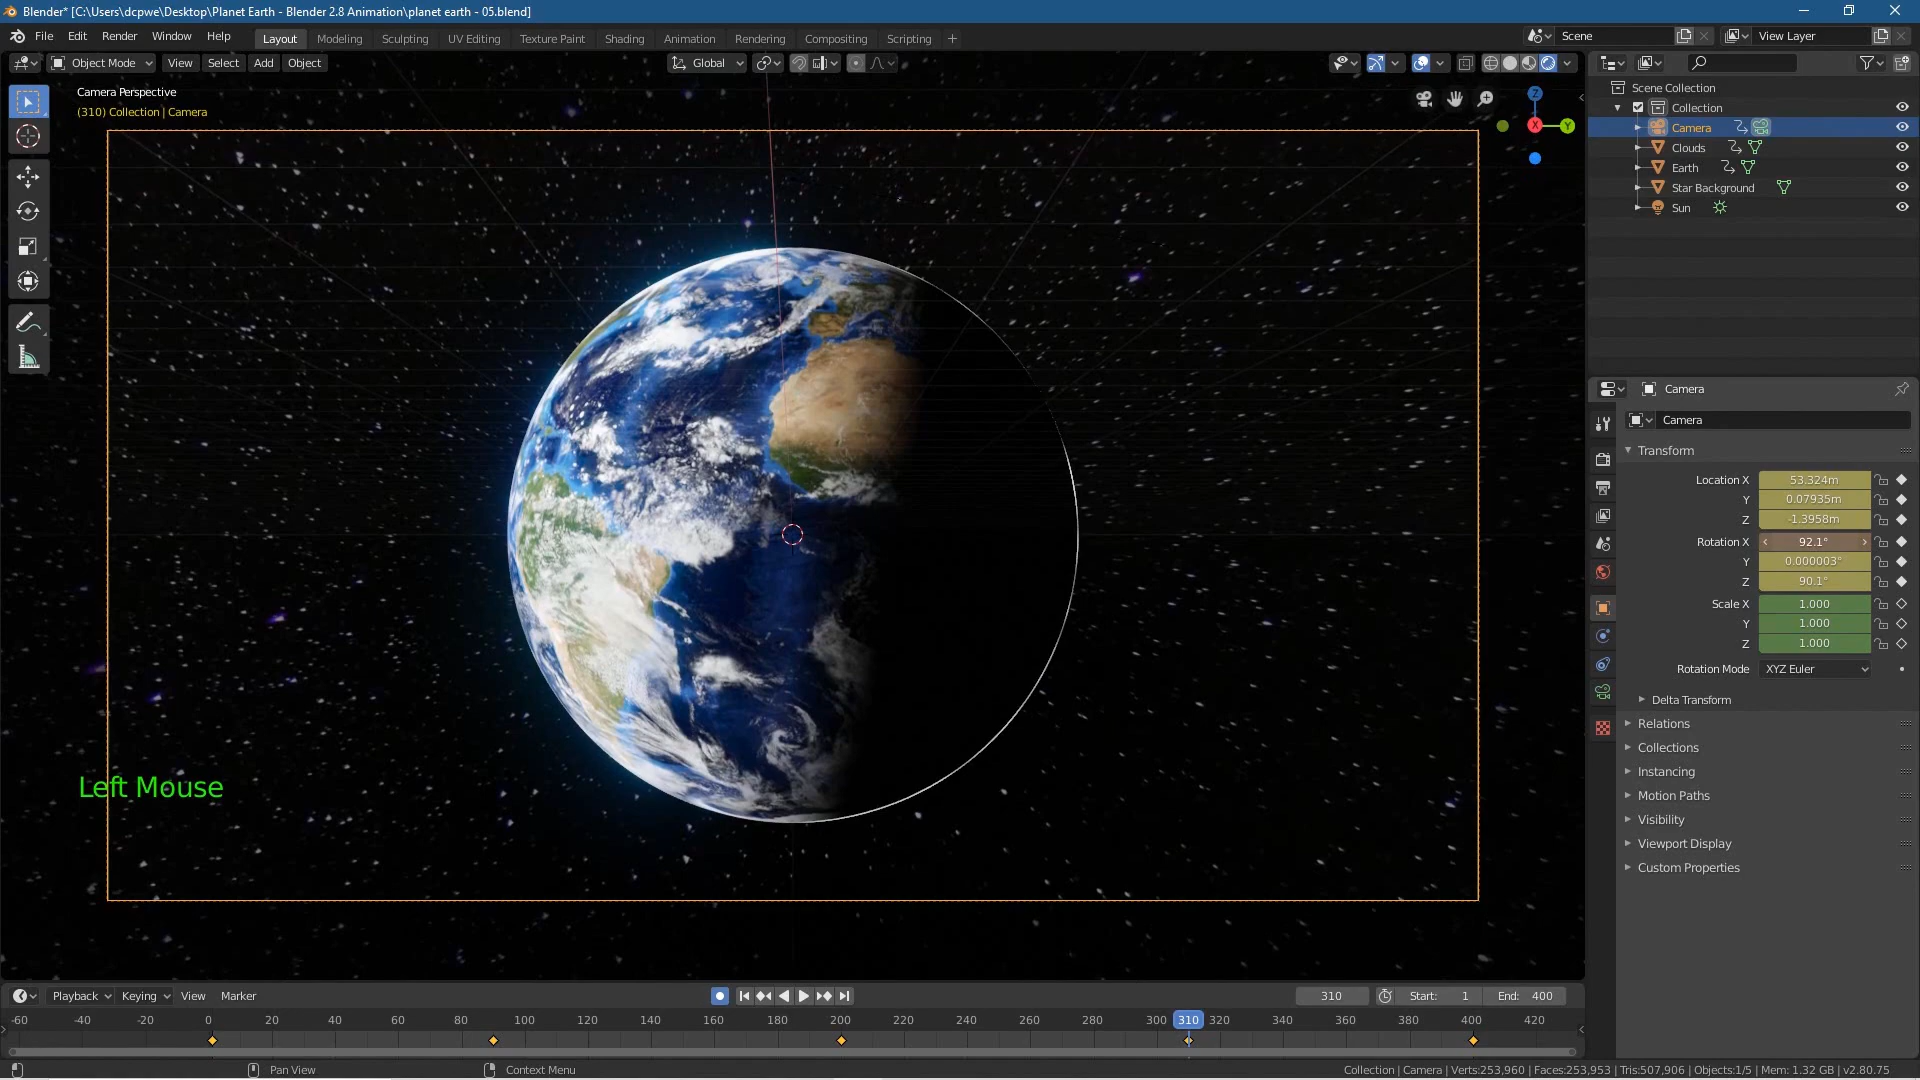 Blender* [C:\Users\dcpwe\Desktop\Planet Earth - Blender 2.8 Animation\planet earth - 05.blend]
File Edit Render Window Help Layout Modeling Sculpting UV Editing Texture Paint Shading Animation Rendering Compositing Scripting + Scene View Layer
Object Mode View Select Add Object Global
Camera Perspective
(310) Collection | Camera
Z
X
Y
Scene Collection
Collection
Camera
Clouds
Earth
Star Background
Sun
Camera
Camera
Transform
Location X 53.324m
Y 0.07935m
Z -1.3958m
Rotation X 92.1°
Y 0.000003°
Z 90.1°
Scale X 1.000
Y 1.000
Z 1.000
Rotation Mode XYZ Euler
Delta Transform
Relations
Collections
Instancing
Motion Paths
Visibility
Viewport Display
Custom Properties
Left Mouse
Playback Keying View Marker 310 Start: 1 End: 400
-60 -40 -20 0 20 40 60 80 100 120 140 160 180 200 220 240 260 280 300 310 320 340 360 380 400 420
Pan View Context Menu Collection | Camera | Verts:253,960 | Faces:253,953 | Tris:507,906 | Objects:1/5 | Mem: 1.32 GB | v2.80.75